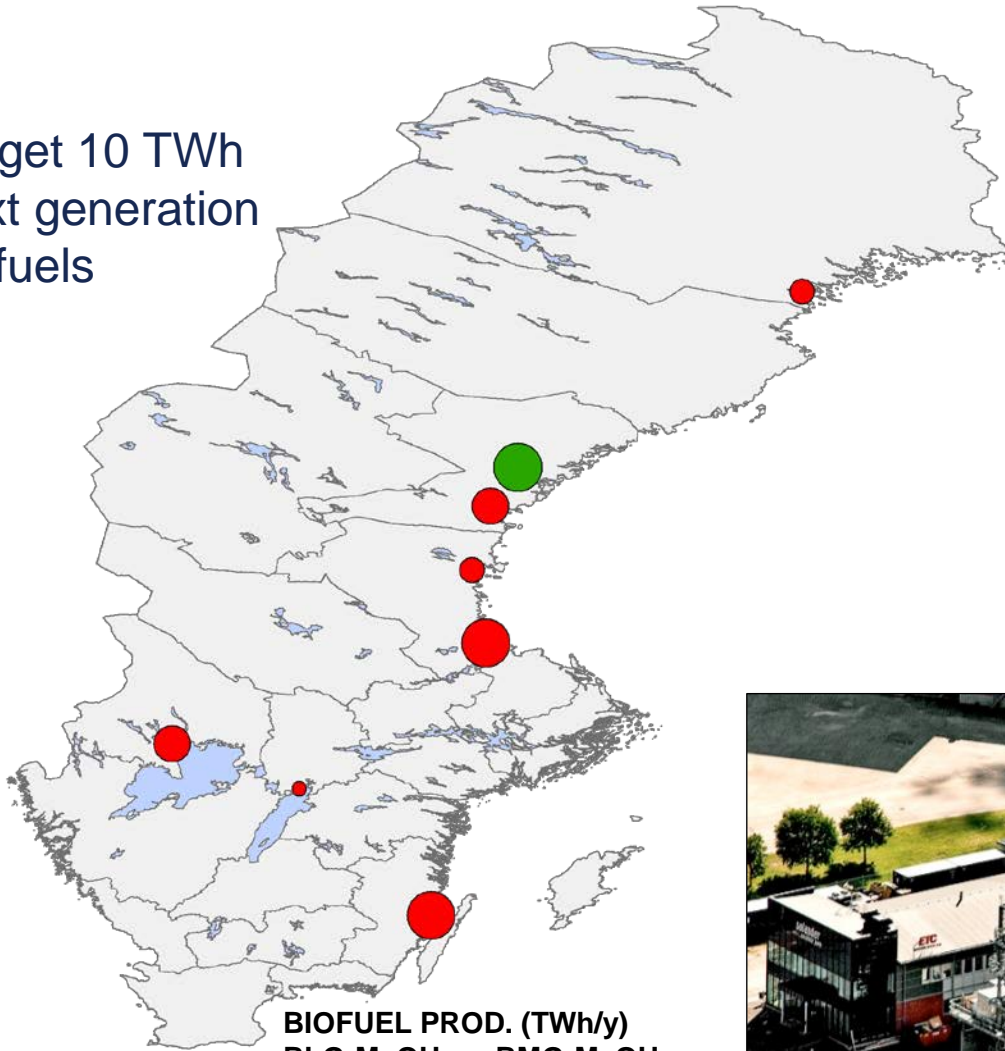 get 10 TWh
xt generation
fuels
BIOFUEL PROD. (TWh/y)
ETC